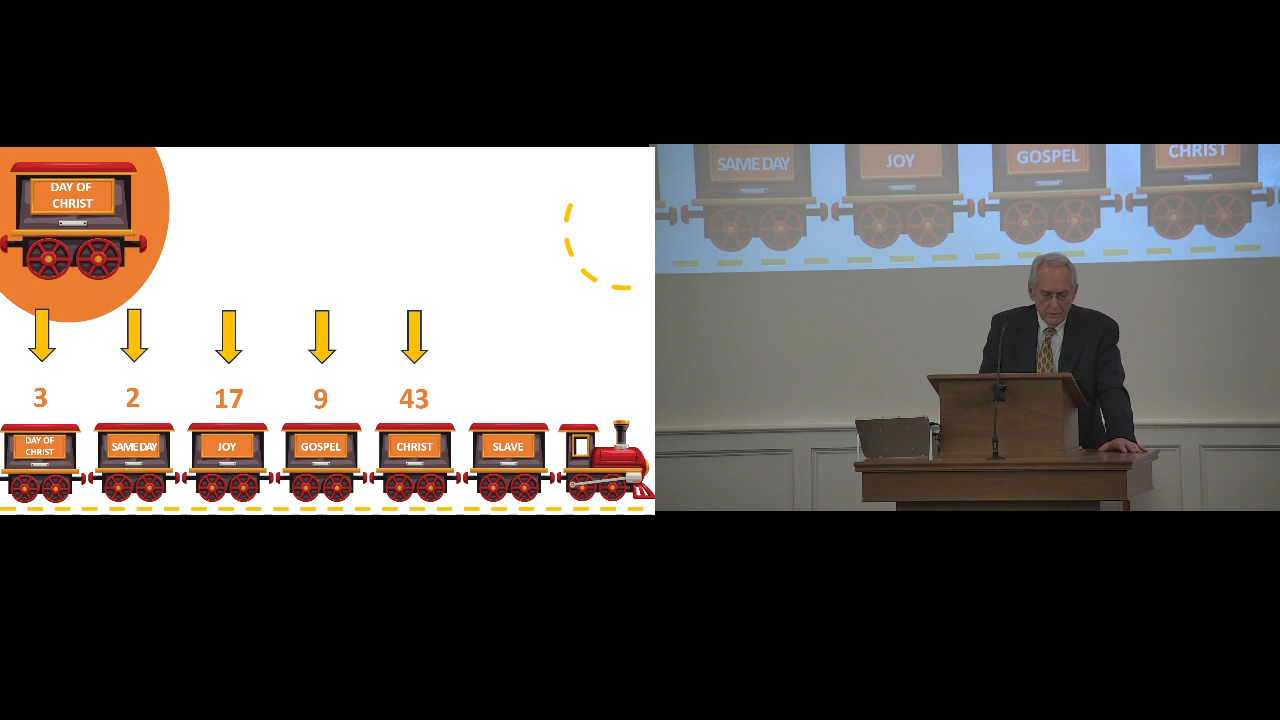 DAY OF
CHRIST
3 2 17 9 43
DAY OF
CHRIST
SAME DAY
JOY
GOSPEL
CHRIST
SLAVE
SAME DAY
JOY
GOSPEL
CHRIST